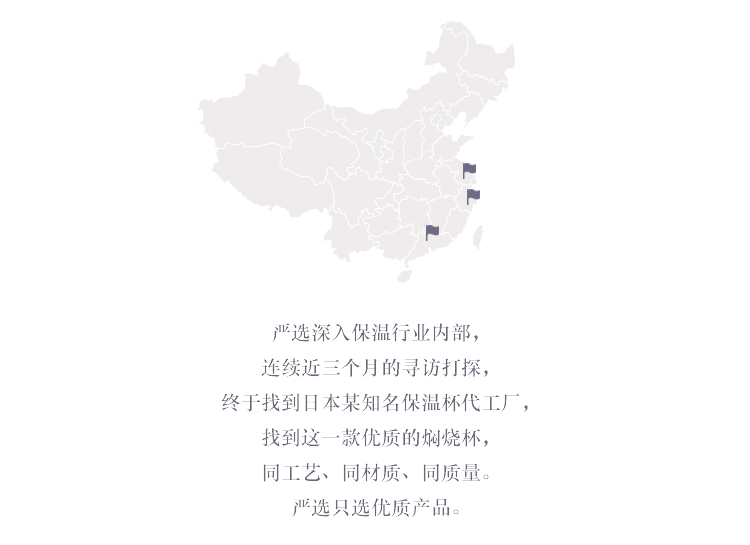 严选深入保温行业内部，
连续近三个月的寻访打探，
终于找到日本某知名保温杯代工厂，
找到这一款优质的焖烧杯，
同工艺、同材质、同质量。
严选只选优质产品。